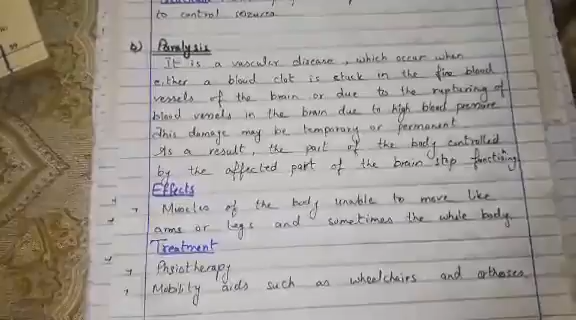 to control seizures
b) Paralysis
It is a vascular disease, which occur when
either a bloud clot is stuck in the fine blood
vessels of the brain or due to the rupturing of
blood vessels in the brain due to high blood pressure
This damage may be temporary or permanent
As a result, the part of the body controlled
by the affected part of the brain stop functioning
Effects
Muscles of the body unable to move like
arms or legs and sometimes the whole body
Treatment
Phsiotherapy
Mobility aids such as wheelchairs and orthoses